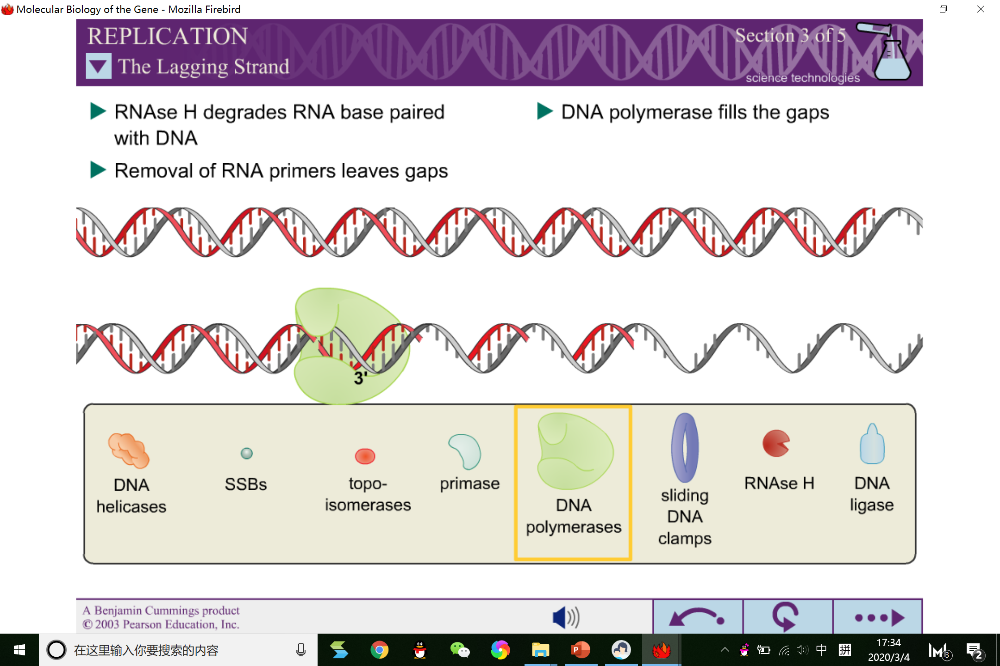 Molecular Biology of the Gene - Mozilla Firebird
REPLICATION
Section 3 of 5
The Lagging Strand
science technologies
RNAse H degrades RNA base paired
with DNA
Removal of RNA primers leaves gaps
DNA polymerase fills the gaps
3'
DNA
helicases
SSBs
topo-
isomerases
primase
DNA
polymerases
sliding
DNA
clamps
RNAse H
DNA
ligase
A Benjamin Cummings product
© 2003 Pearson Education, Inc.
在这里输入你要搜索的内容
P
中
拼
17:34
2020/3/4
M
3
2